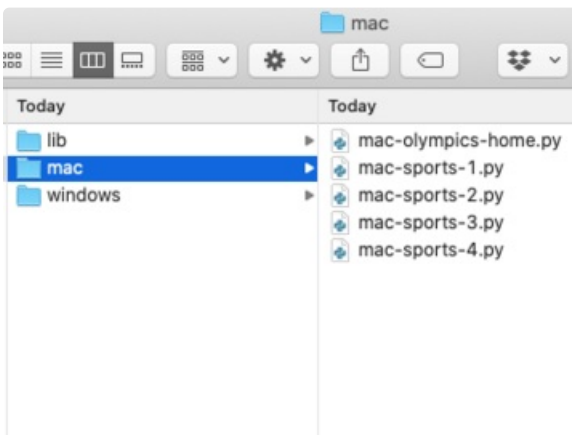 mac
Today
lib
mac
windows
Today
mac-olympics-home.py
mac-sports-1.py
mac-sports-2.py
mac-sports-3.py
mac-sports-4.py